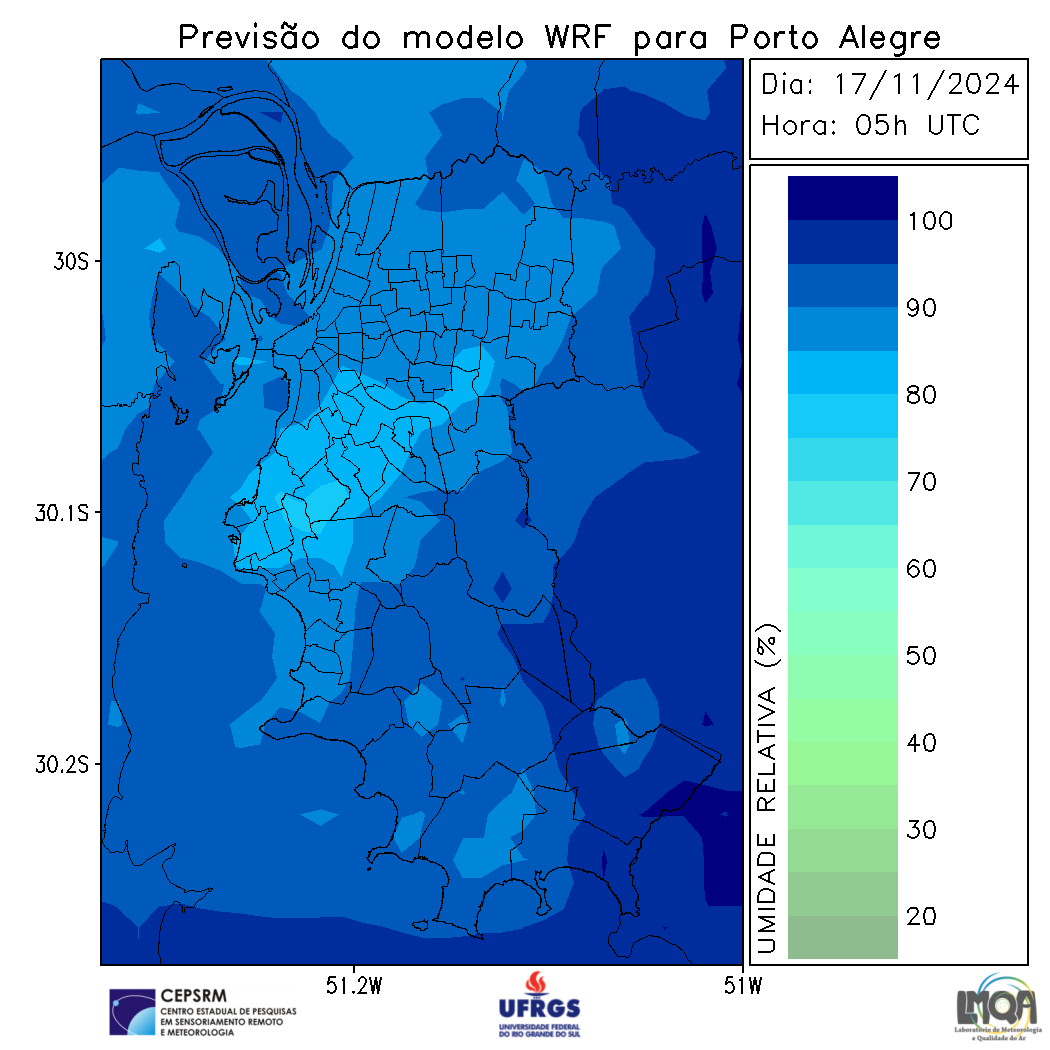 Previsão do modelo WRF para Porto Alegre
Dia: 17/11/2024
Hora: 05h UTC
30S
30.1S
30.2S
51.2W
51W
100
90
80
70
60
50
40
30
20
UMIDADE RELATIVA (%)
CEPSRM
CENTRO ESTADUAL DE PESQUISAS
EM SENSORIAMENTO REMOTO
E METEOROLOGIA
UFRGS
UNIVERSIDADE FEDERAL
DO RIO GRANDE DO SUL
LMQA
Laboratório de Meteorologia
e Qualidade do Ar